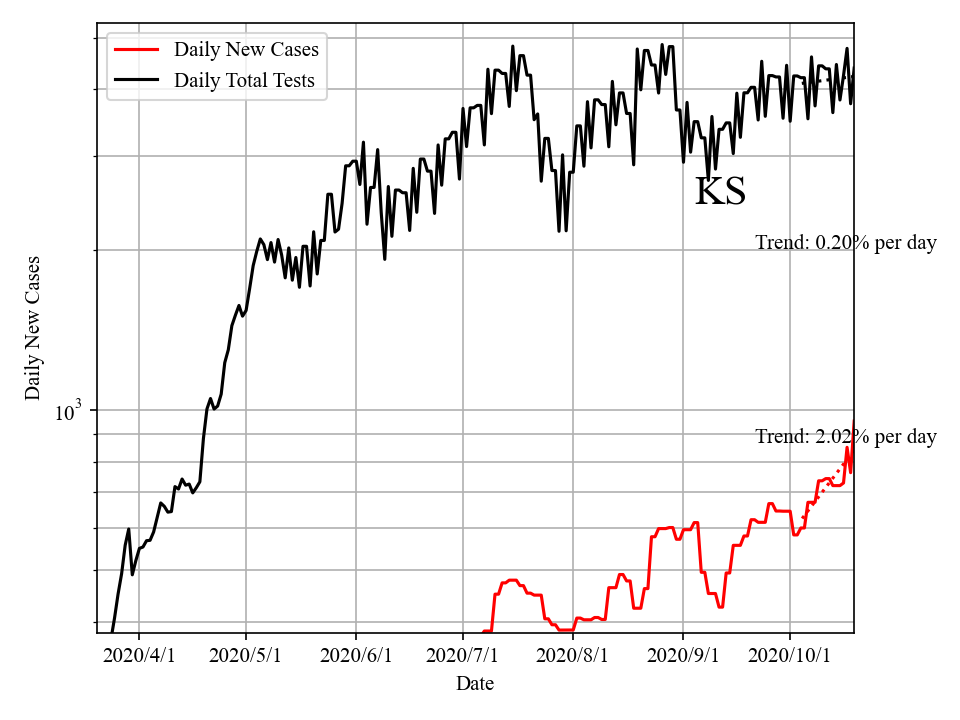 Daily New Cases
Daily Total Tests
KS
Trend: 0.20% per day
Trend: 2.02% per day
Daily New Cases
10³
2020/4/1 2020/5/1 2020/6/1 2020/7/1 2020/8/1 2020/9/1 2020/10/1
Date